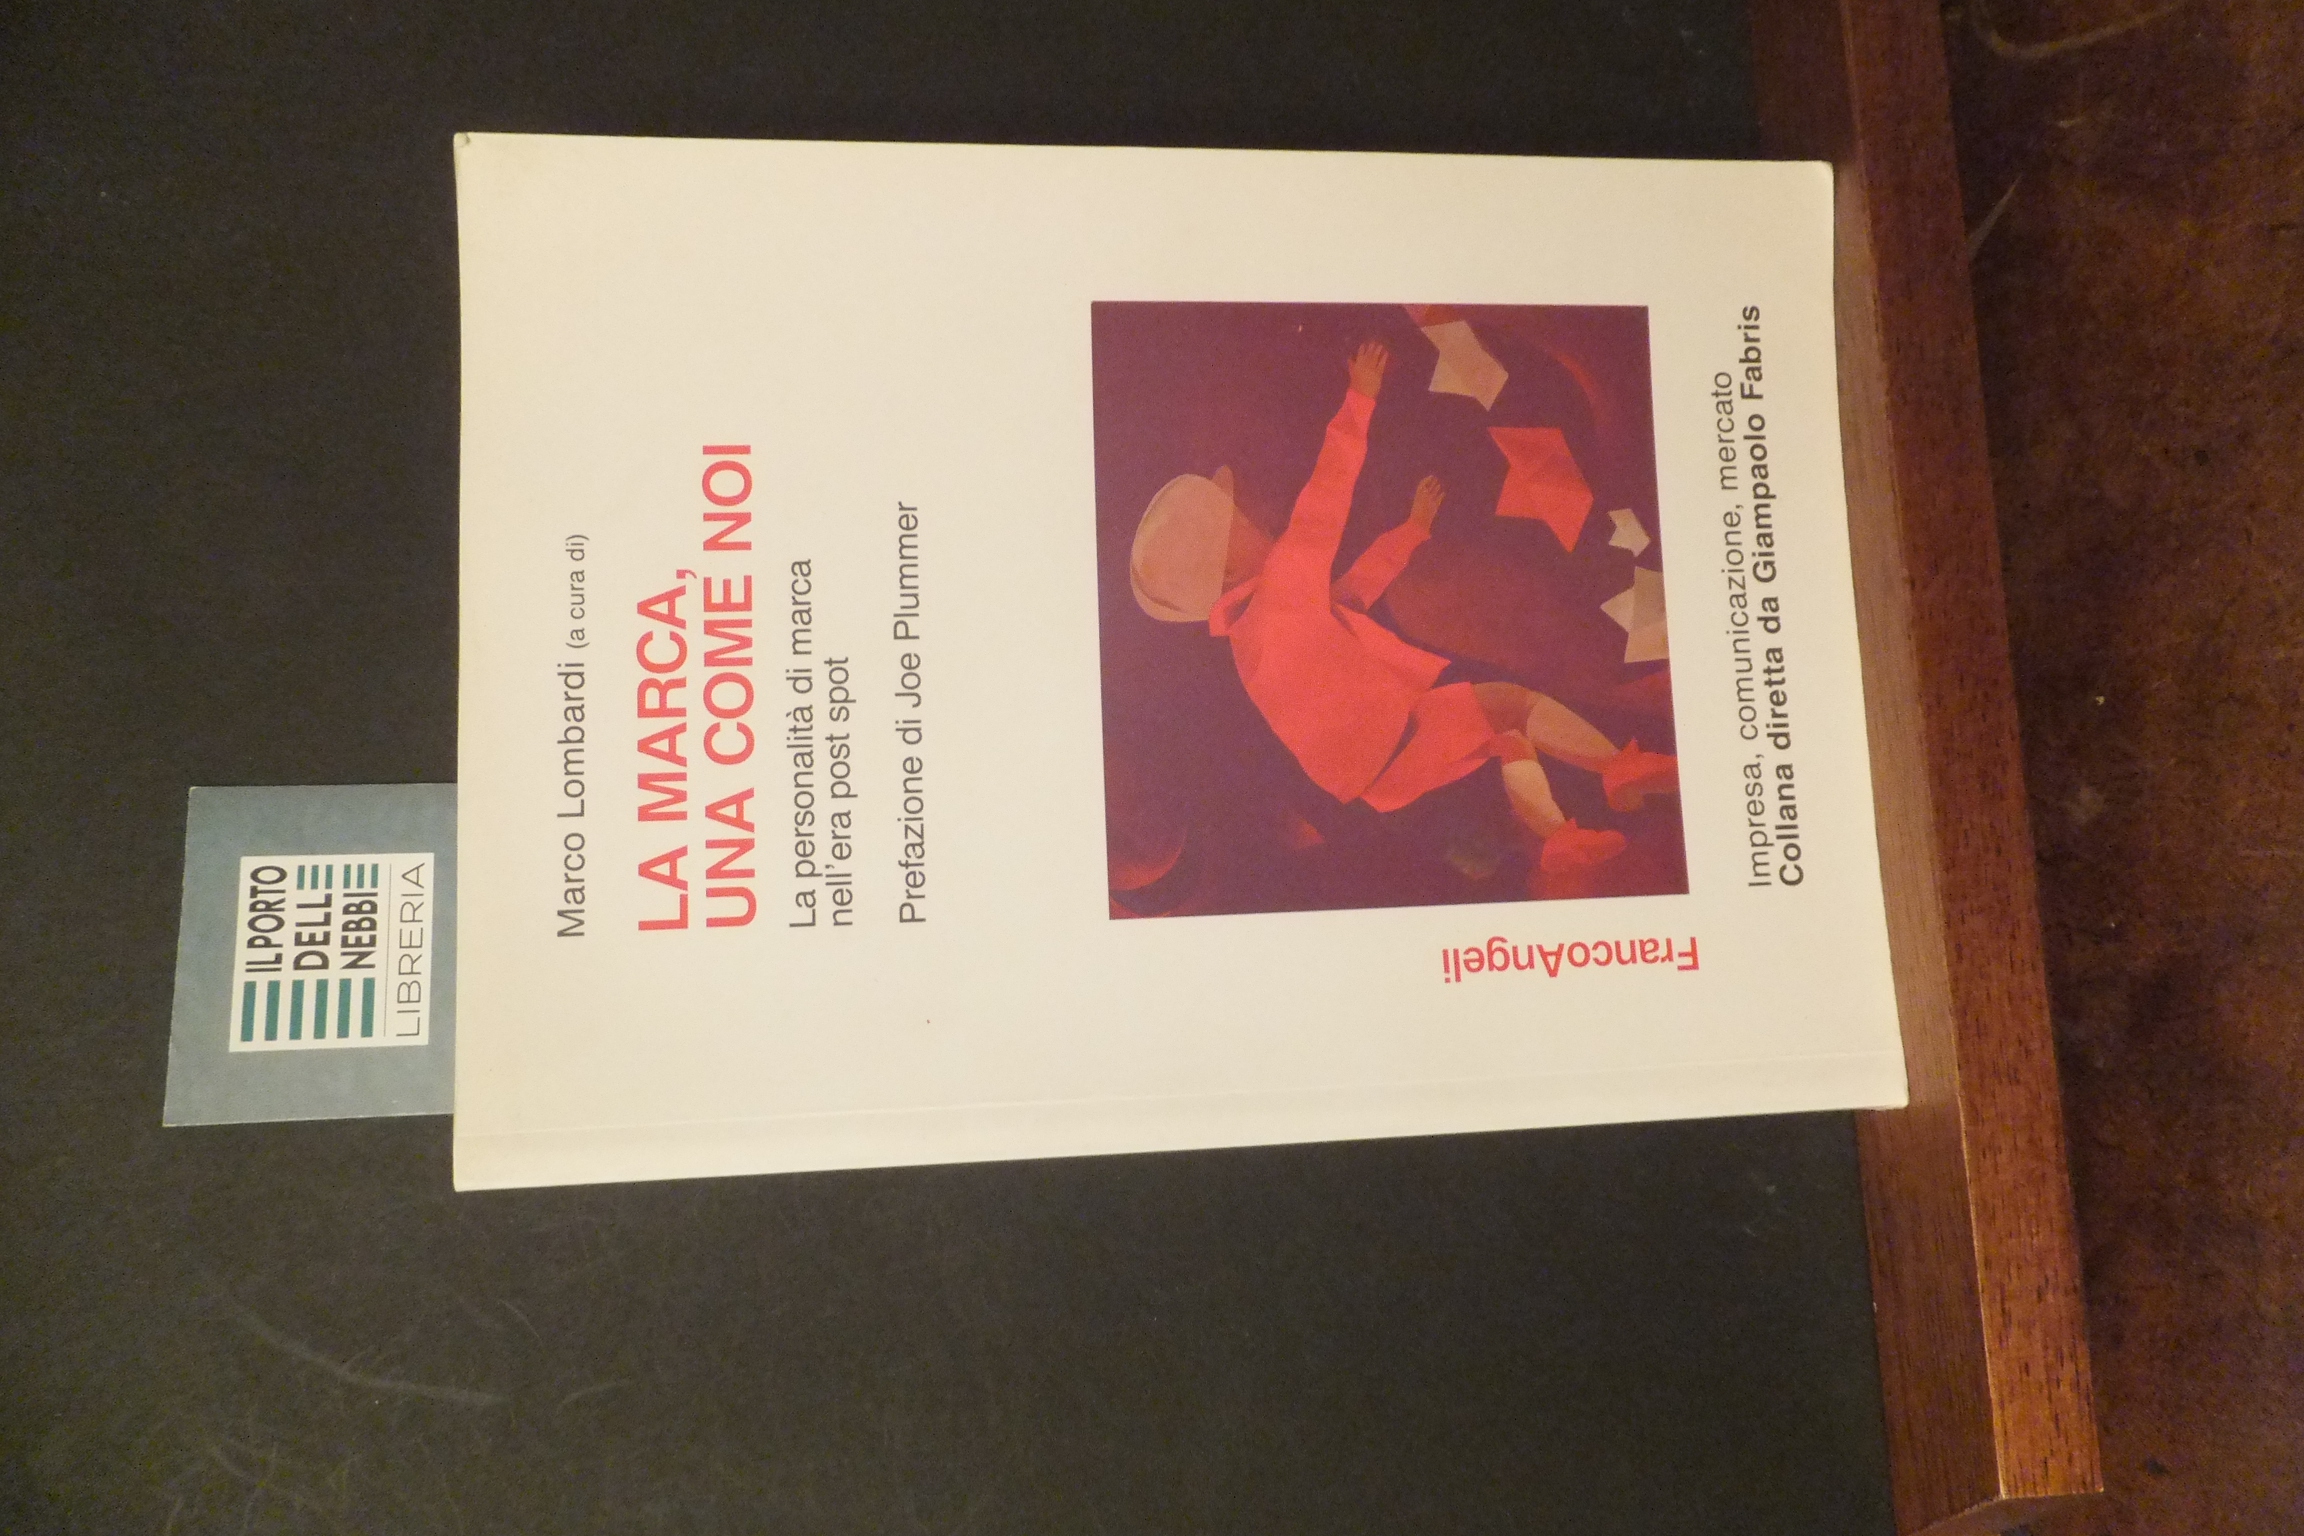 IL PORTO
DELLE
NEBBIE
LIBRERIA
Marco Lombardi (a cura di)
LA MARCA,
UNA COME NOI
La personalità di marca
nell'era post spot
Prefazione di Joe Plummer
FrancoAngeli
Impresa, comunicazione, mercato
Collana diretta da Giampaolo Fabris